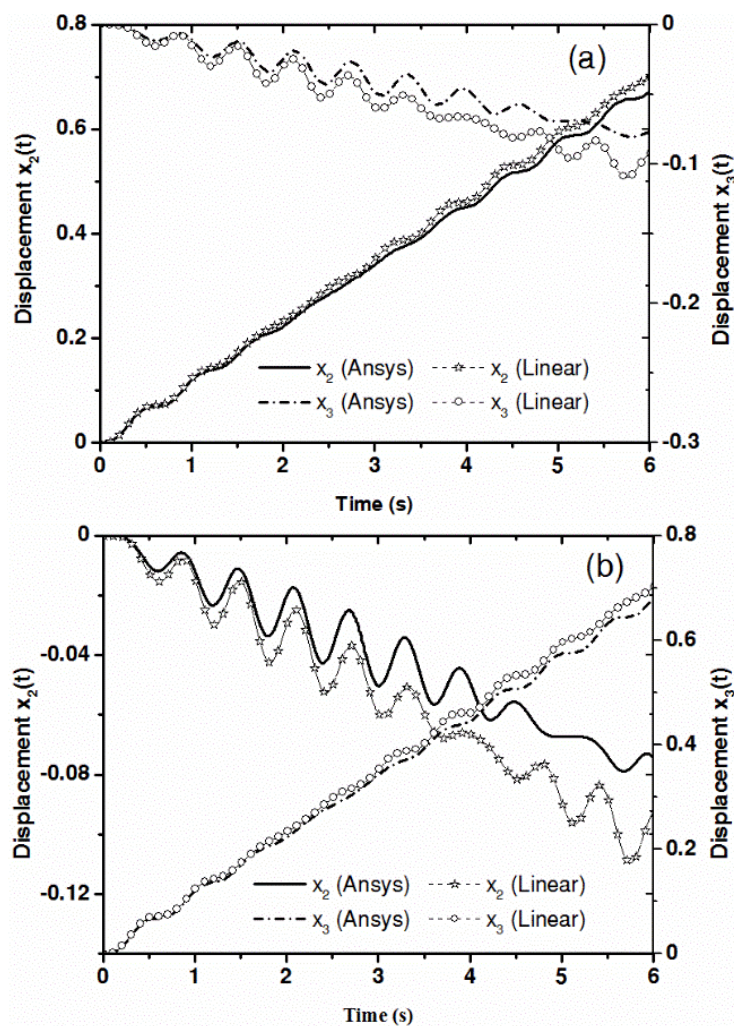 (a)
Displacement x₂(t)
0.8
0.6
0.4
0.2
0
Displacement x₃(t)
0
-0.1
-0.2
-0.3
x₂ (Ansys) x₂ (Linear)
x₃ (Ansys) x₃ (Linear)
0 1 2 3 4 5 6
Time (s)
(b)
Displacement x₂(t)
0
-0.04
-0.08
-0.12
Displacement x₃(t)
0.8
0.6
0.4
0.2
0
x₂ (Ansys) x₂ (Linear)
x₃ (Ansys) x₃ (Linear)
0 1 2 3 4 5 6
Time (s)